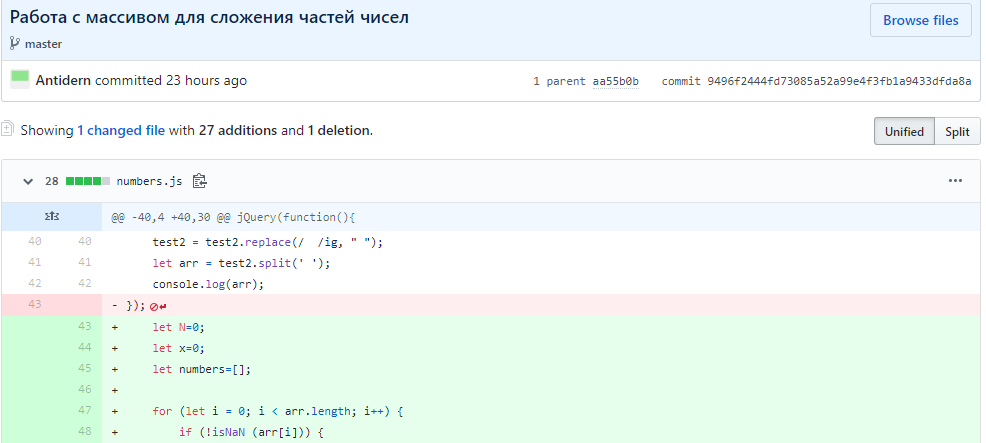 Работа с массивом для сложения частей чисел
Browse files
master
Antidern committed 23 hours ago
1 parent aa55b0b commit 9496f2444fd73085a52a99e4f3fb1a9433dfda8a
Showing 1 changed file with 27 additions and 1 deletion.
Unified Split
28 numbers.js
@@ -40,4 +40,30 @@ jQuery(function(){
40 40 test2 = test2.replace(/  /ig, " ");
41 41 let arr = test2.split(' ');
42 42 console.log(arr);
43 - });
43 + let N=0;
44 + let x=0;
45 + let numbers=[];
46 +
47 + for (let i = 0; i < arr.length; i++) {
48 + if (!isNaN (arr[i])) {